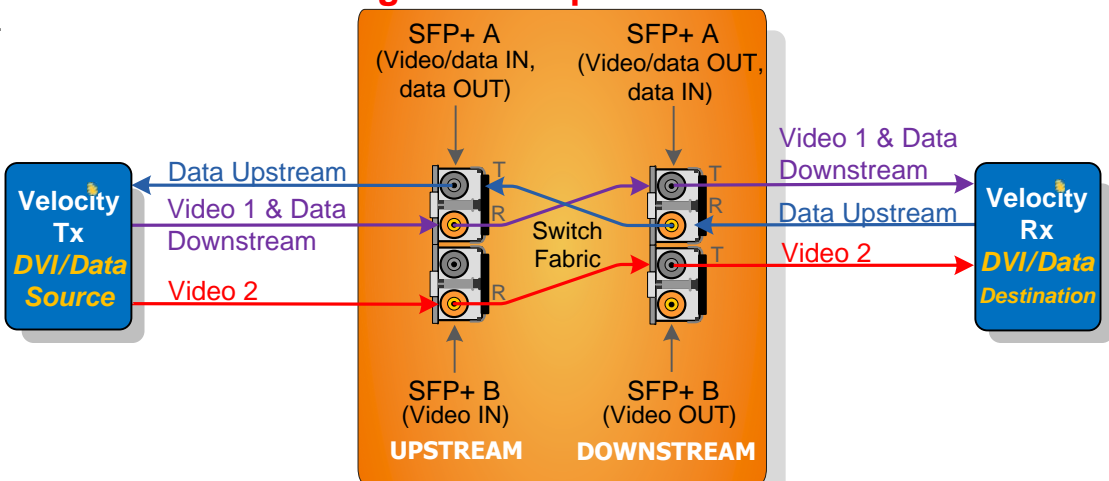 SFP+ A
(Video/data IN,
data OUT)
SFP+ A
(Video/data OUT,
data IN)
Velocity
Tx
DVI/Data
Source
Data Upstream
Video 1 & Data
Downstream
Video 2
T
R
R
Switch
Fabric
T
R
T
Video 1 & Data
Downstream
Data Upstream
Video 2
Velocity
Rx
DVI/Data
Destination
SFP+ B
(Video IN)
UPSTREAM
SFP+ B
(Video OUT)
DOWNSTREAM